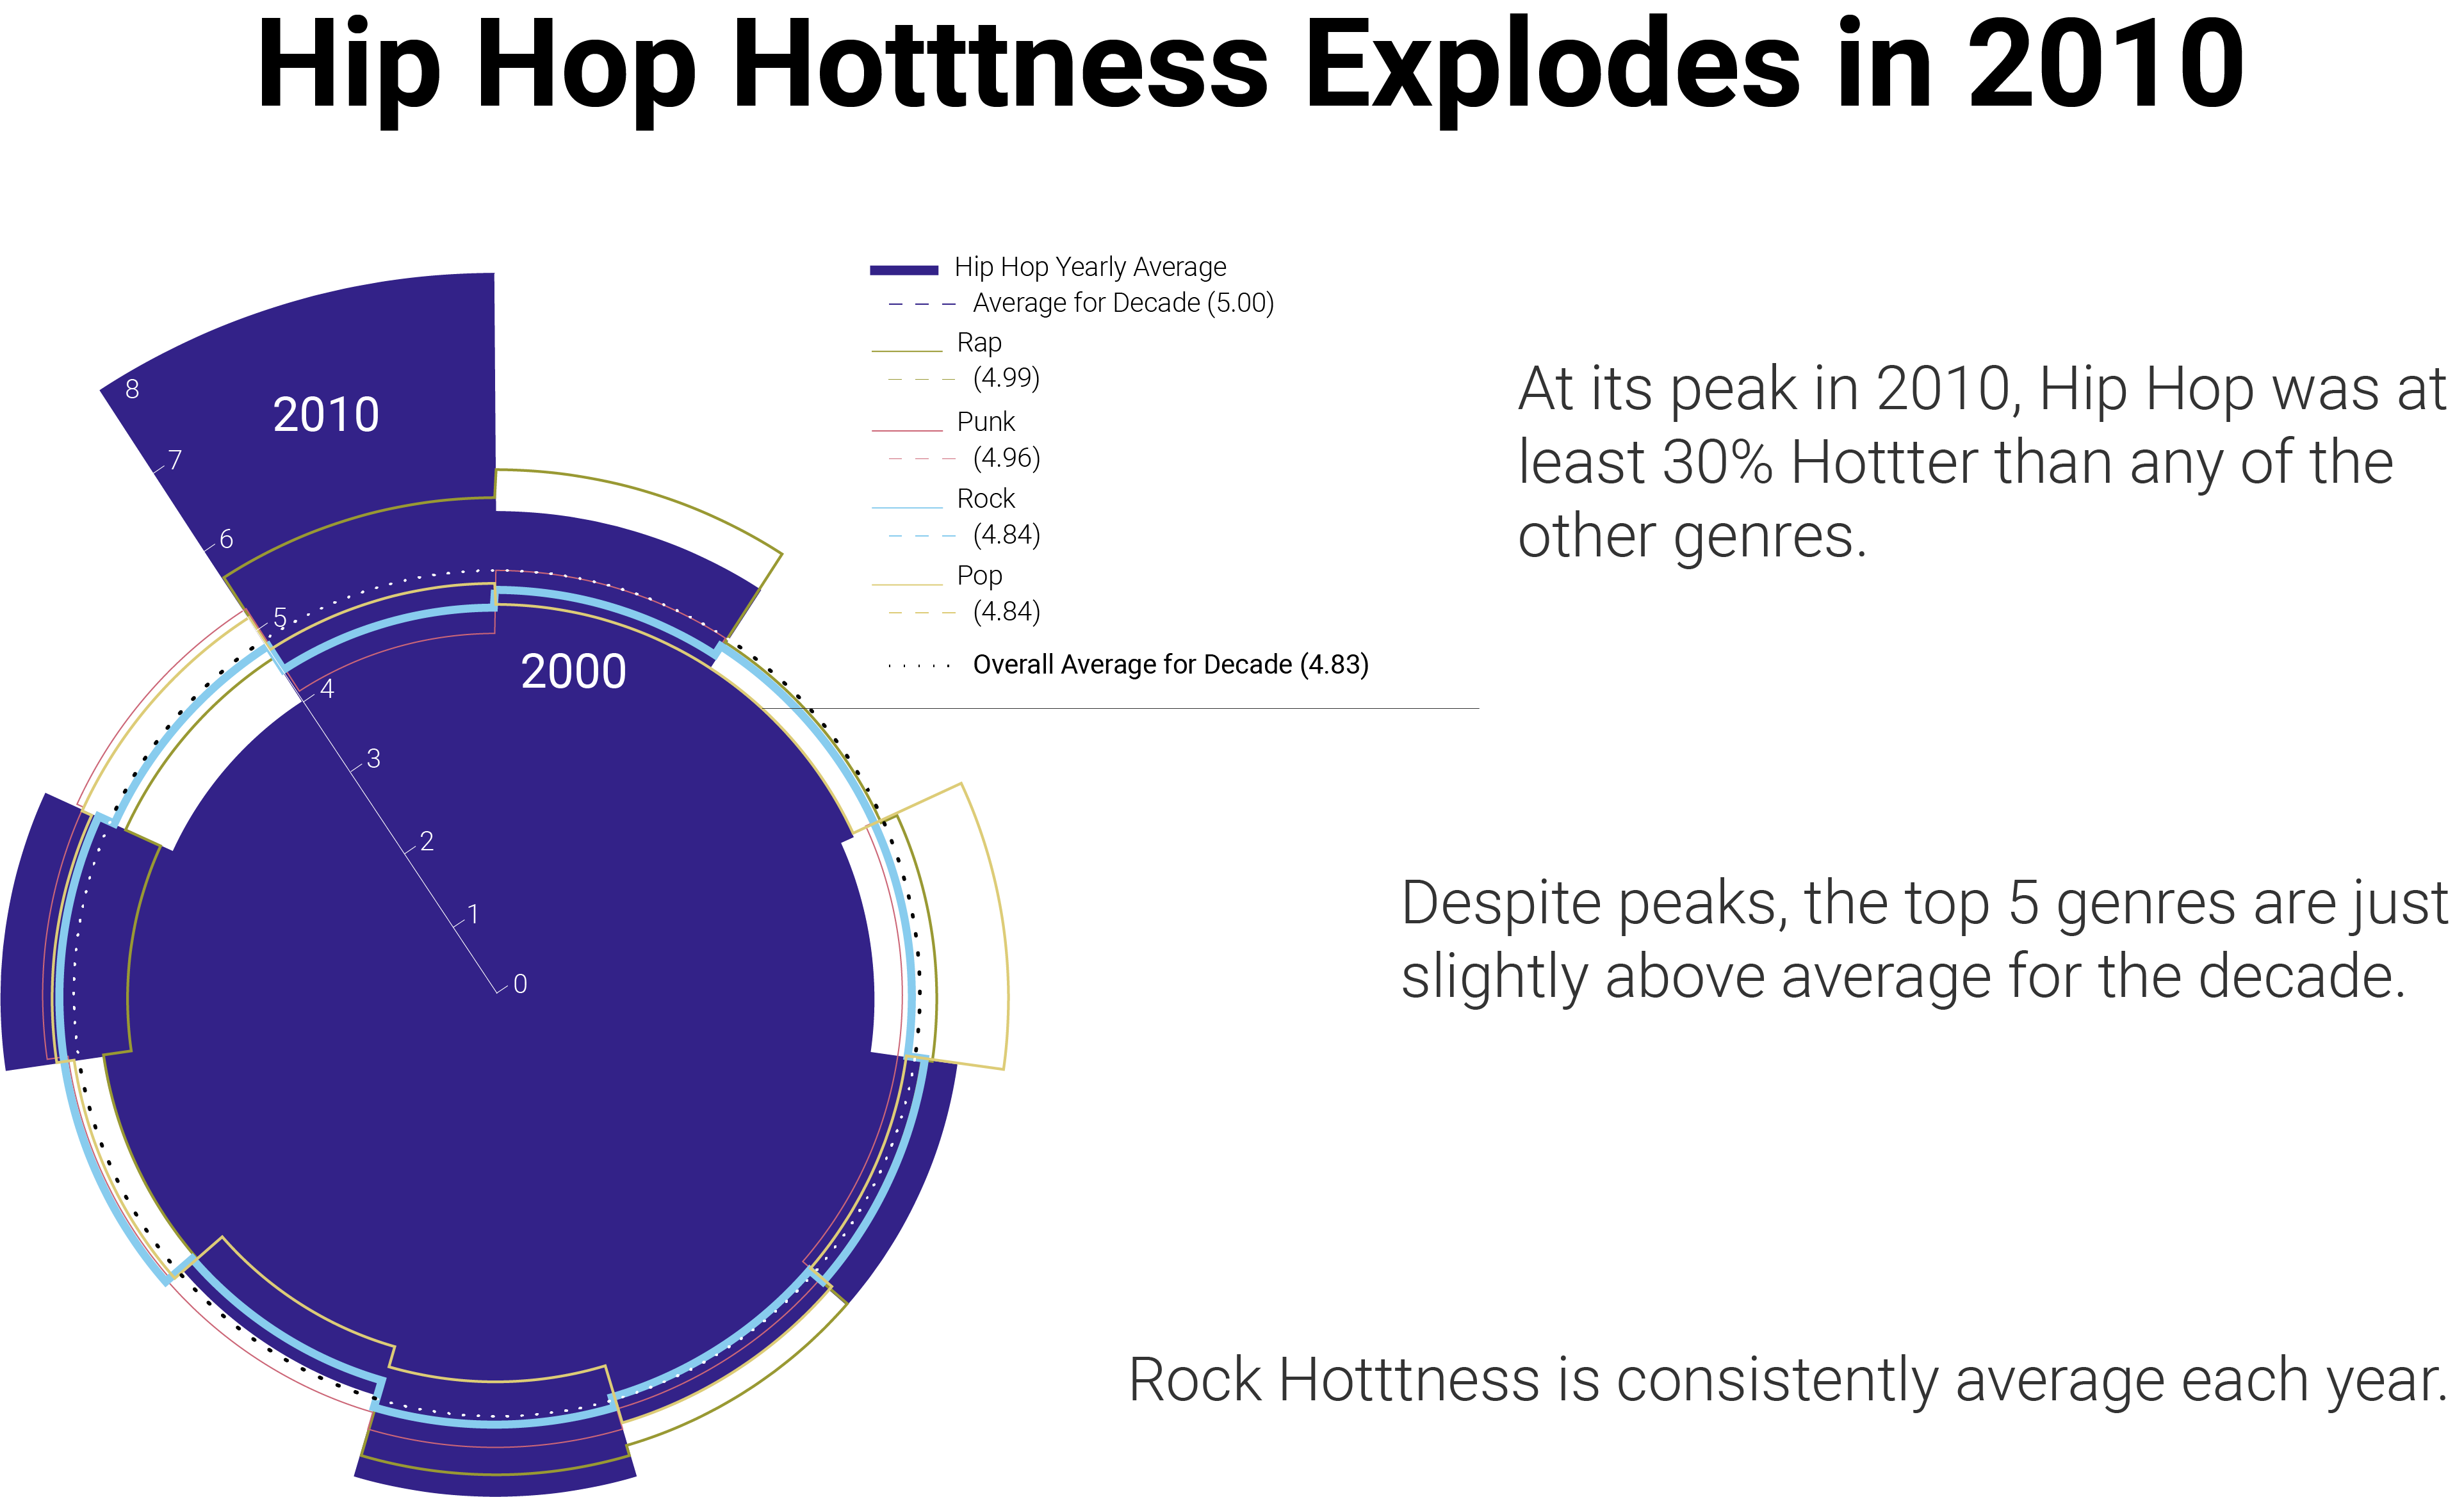 Hip Hop Hotttness Explodes in 2010
Hip Hop Yearly Average
Average for Decade (5.00)
Rap
(4.99)
Punk
(4.96)
Rock
(4.84)
Pop
(4.84)
Overall Average for Decade (4.83)
8
7
6
5
4
3
2
1
0
2010
2000
At its peak in 2010, Hip Hop was at
least 30% Hottter than any of the
other genres.
Despite peaks, the top 5 genres are just
slightly above average for the decade.
Rock Hotttness is consistently average each year.